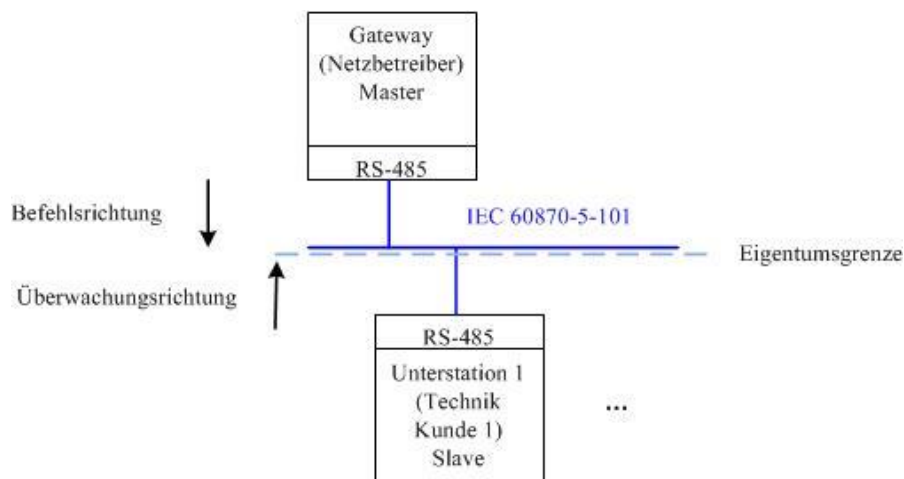 Gateway
(Netzbetreiber)
Master
RS-485
Befehlsrichtung
IEC 60870-5-101
Eigentumsgrenze
Überwachungsrichtung
RS-485
Unterstation 1
(Technik
Kunde 1)
Slave
...